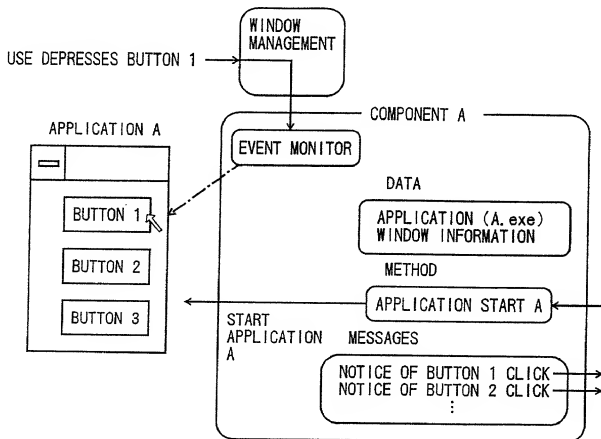 WINDOW
MANAGEMENT
USE DEPRESSES BUTTON 1
COMPONENT A
APPLICATION A
EVENT MONITOR
DATA
BUTTON 1
APPLICATION (A.exe)
WINDOW INFORMATION
BUTTON 2
METHOD
BUTTON 3
APPLICATION START A
START
APPLICATION
A
MESSAGES
NOTICE OF BUTTON 1 CLICK
NOTICE OF BUTTON 2 CLICK
⋮